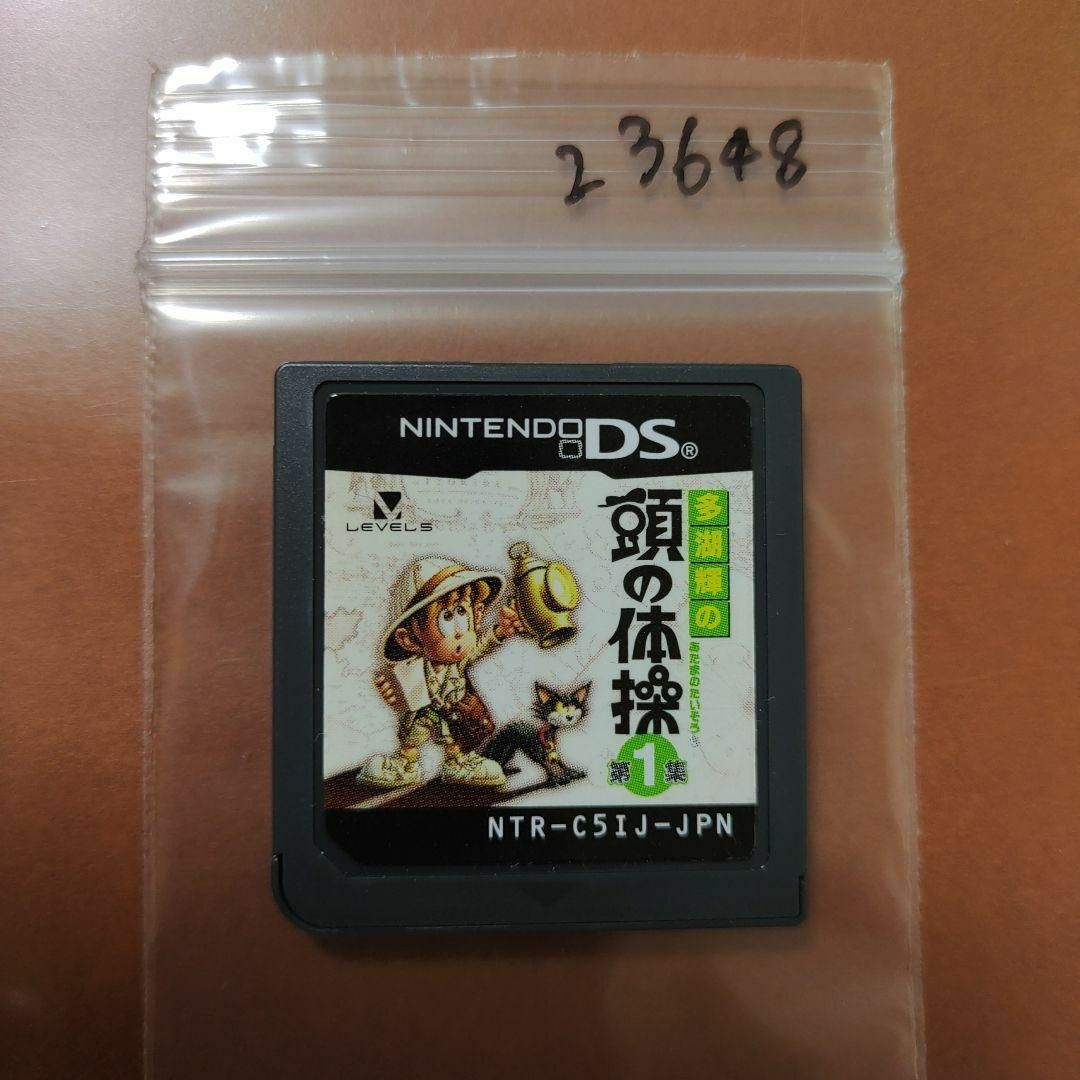 23648
NINTENDO DS®
LEVEL5
多湖輝の
頭の体操
あたまのたいそう
第1集
NTR-C5IJ-JPN